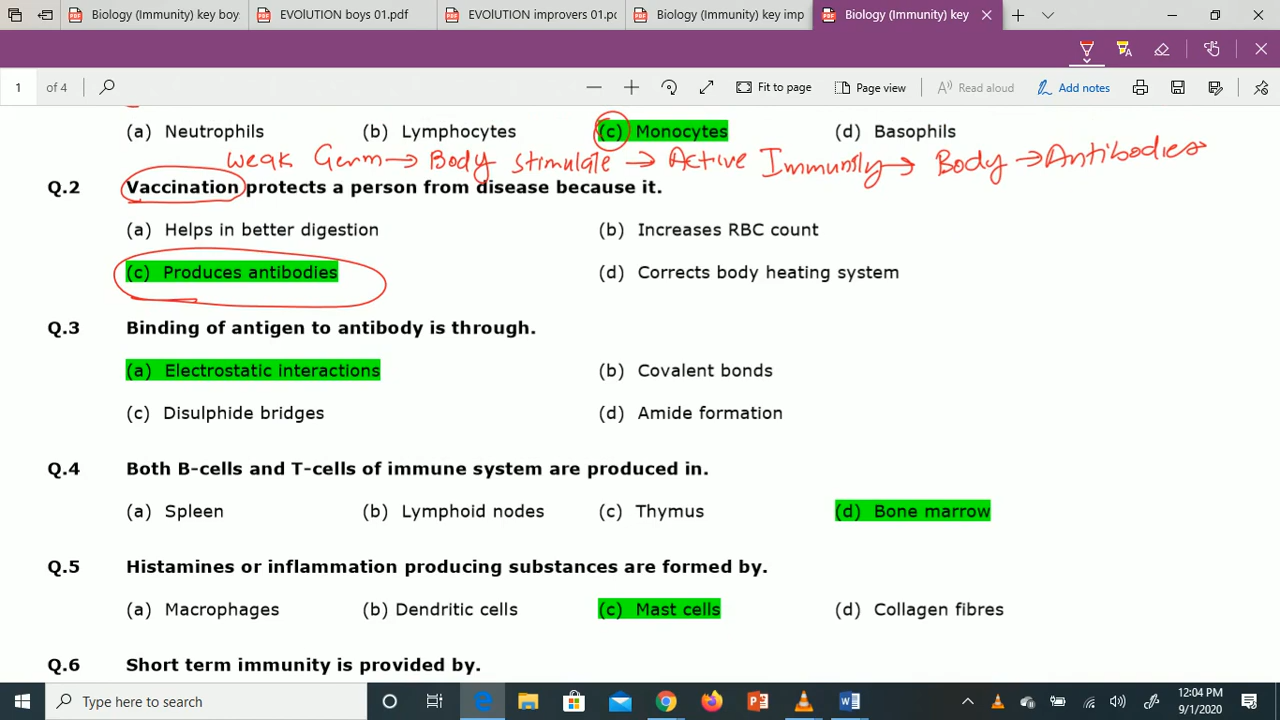 Biology (Immunity) key boy
EVOlUTION boys 01.pdf
EVOlUTION improvers 01.pc
Biology (Immunity) key imp
Biology (Immunity) key
1 of 4
Fit to page
Page view
Read aloud
Add notes
(a) Neutrophils (b) Lymphocytes (c) Monocytes (d) Basophils
weak Germ → Body stimulate → Active Immunity → Body → Antibodies
Q.2 Vaccination protects a person from disease because it.
(a) Helps in better digestion (b) Increases RBC count
(c) Produces antibodies (d) Corrects body heating system
Q.3 Binding of antigen to antibody is through.
(a) Electrostatic interactions (b) Covalent bonds
(c) Disulphide bridges (d) Amide formation
Q.4 Both B-cells and T-cells of immune system are produced in.
(a) Spleen (b) Lymphoid nodes (c) Thymus (d) Bone marrow
Q.5 Histamines or inflammation producing substances are formed by.
(a) Macrophages (b) Dendritic cells (c) Mast cells (d) Collagen fibres
Q.6 Short term immunity is provided by.
Type here to search
12:04 PM
9/1/2020